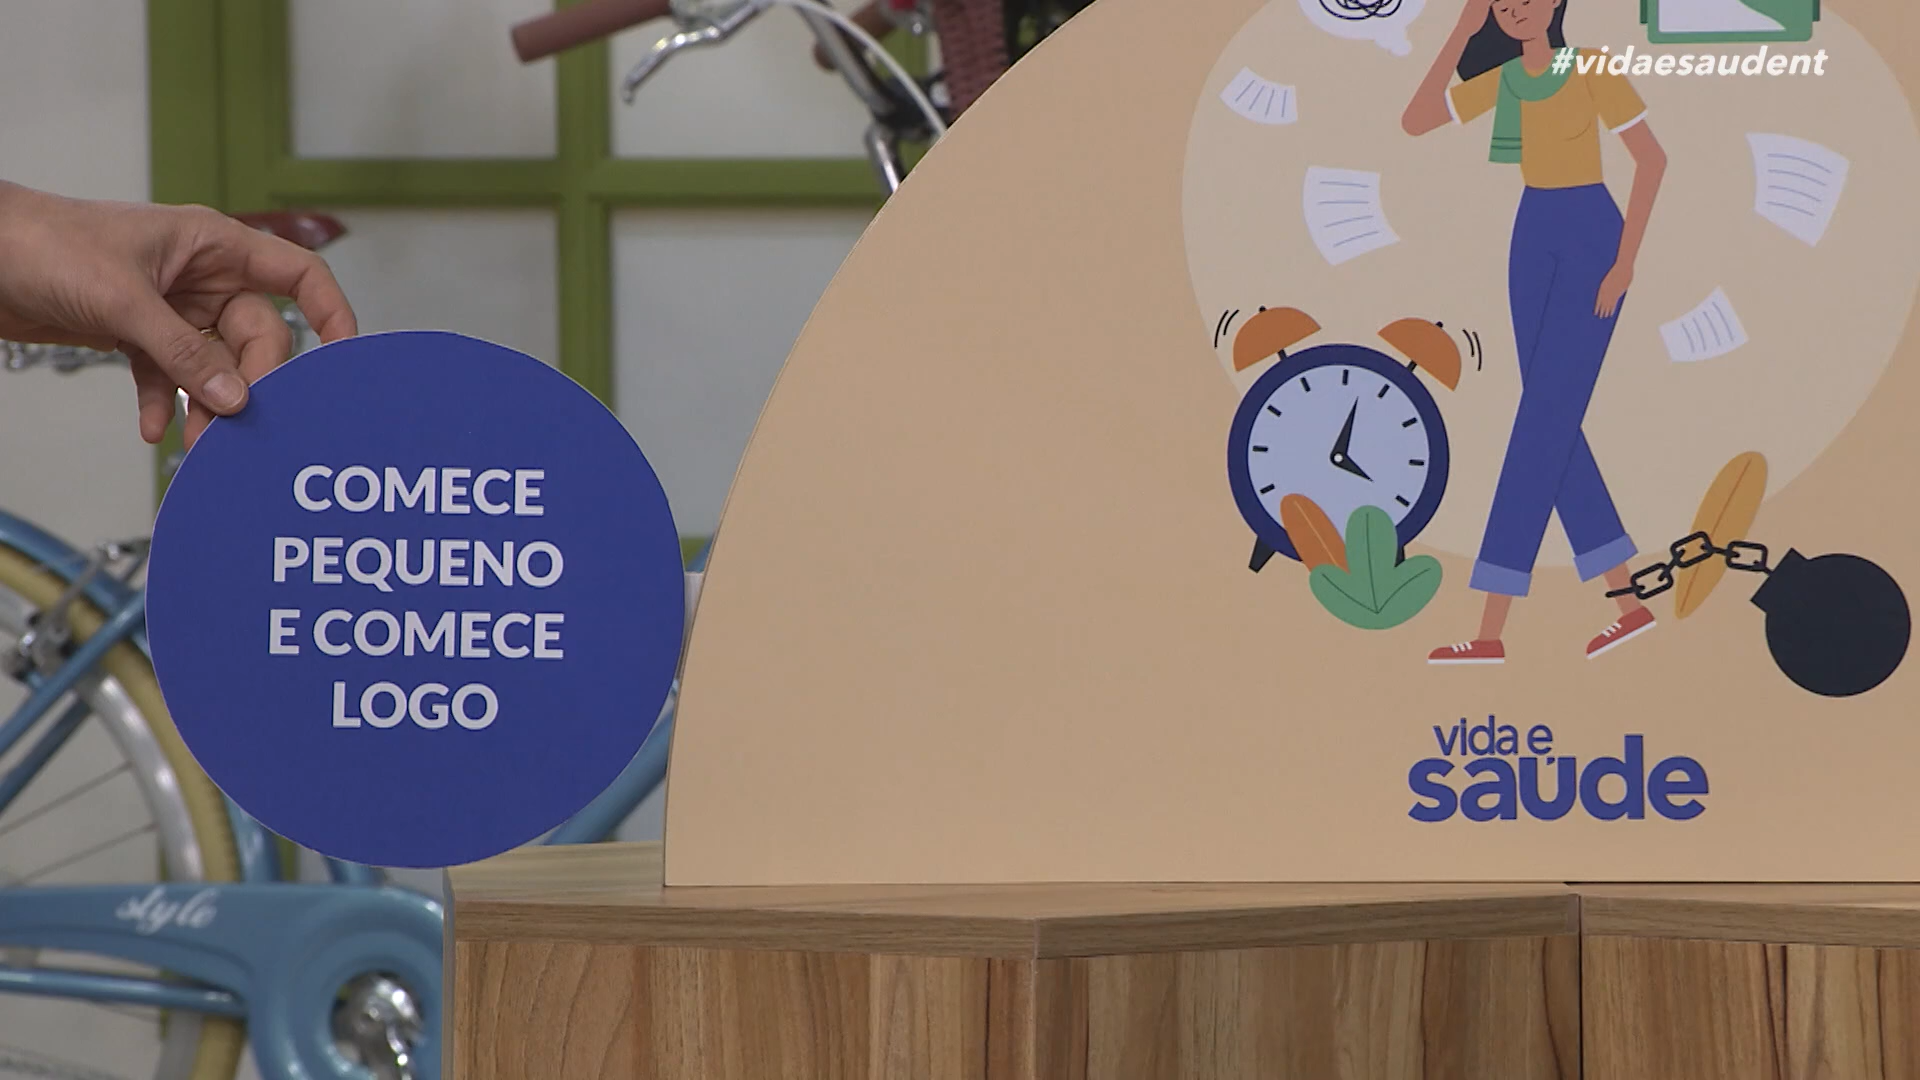 #vidaesaudent
COMECE
PEQUENO
E COMECE
LOGO
vida e
saúde
style